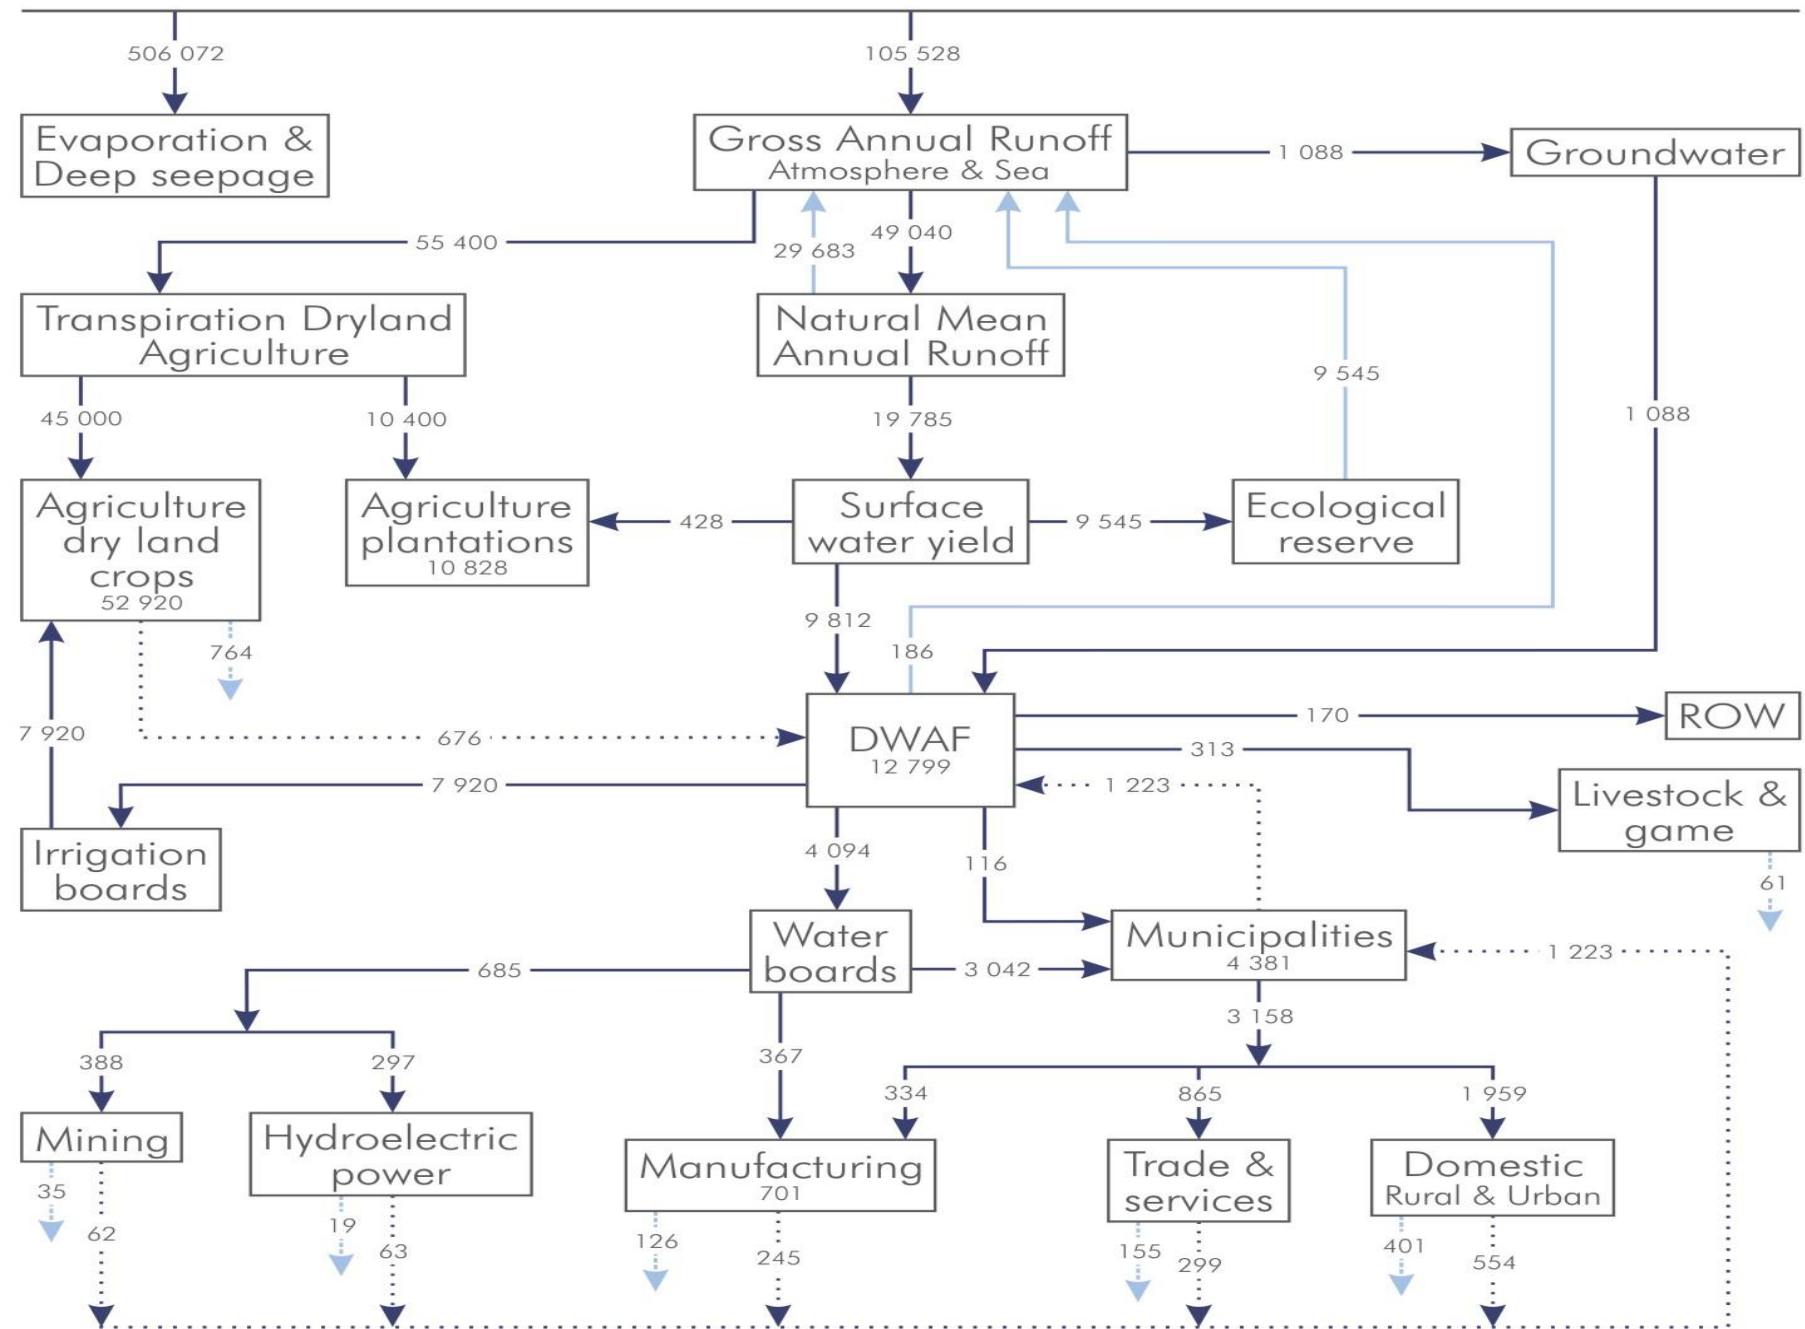 506 072
105 528
Evaporation &
Deep seepage
Gross Annual Runoff
Atmosphere & Sea
1 088
Groundwater
55 400
29 683
49 040
Transpiration Dryland
Agriculture
Natural Mean
Annual Runoff
9 545
1 088
45 000
10 400
19 785
Agriculture
dry land
crops
52 920
Agriculture
plantations
10 828
428
Surface
water yield
9 545
Ecological
reserve
9 812
186
764
7 920
676
DWAF
12 799
170
ROW
313
7 920
1 223
Livestock &
game
Irrigation
boards
4 094
116
61
Water
boards
Municipalities
4 381
1 223
685
3 042
3 158
388
297
367
334
865
1 959
Mining
Hydroelectric
power
Manufacturing
701
Trade &
services
Domestic
Rural & Urban
35
62
19
63
126
245
155
299
401
554